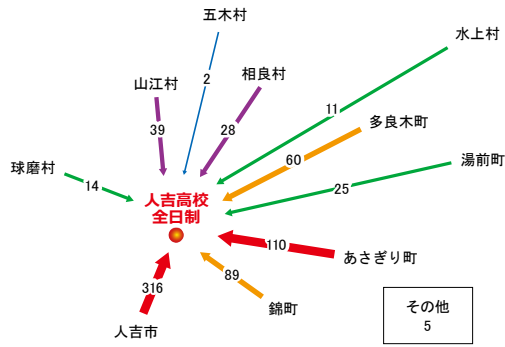 五木村
水上村
相良村
山江村
2
11
39
28
多良木町
60
湯前町
球磨村
14
25
人吉高校
全日制
110
あさぎり町
89
316
錦町
人吉市
その他
5